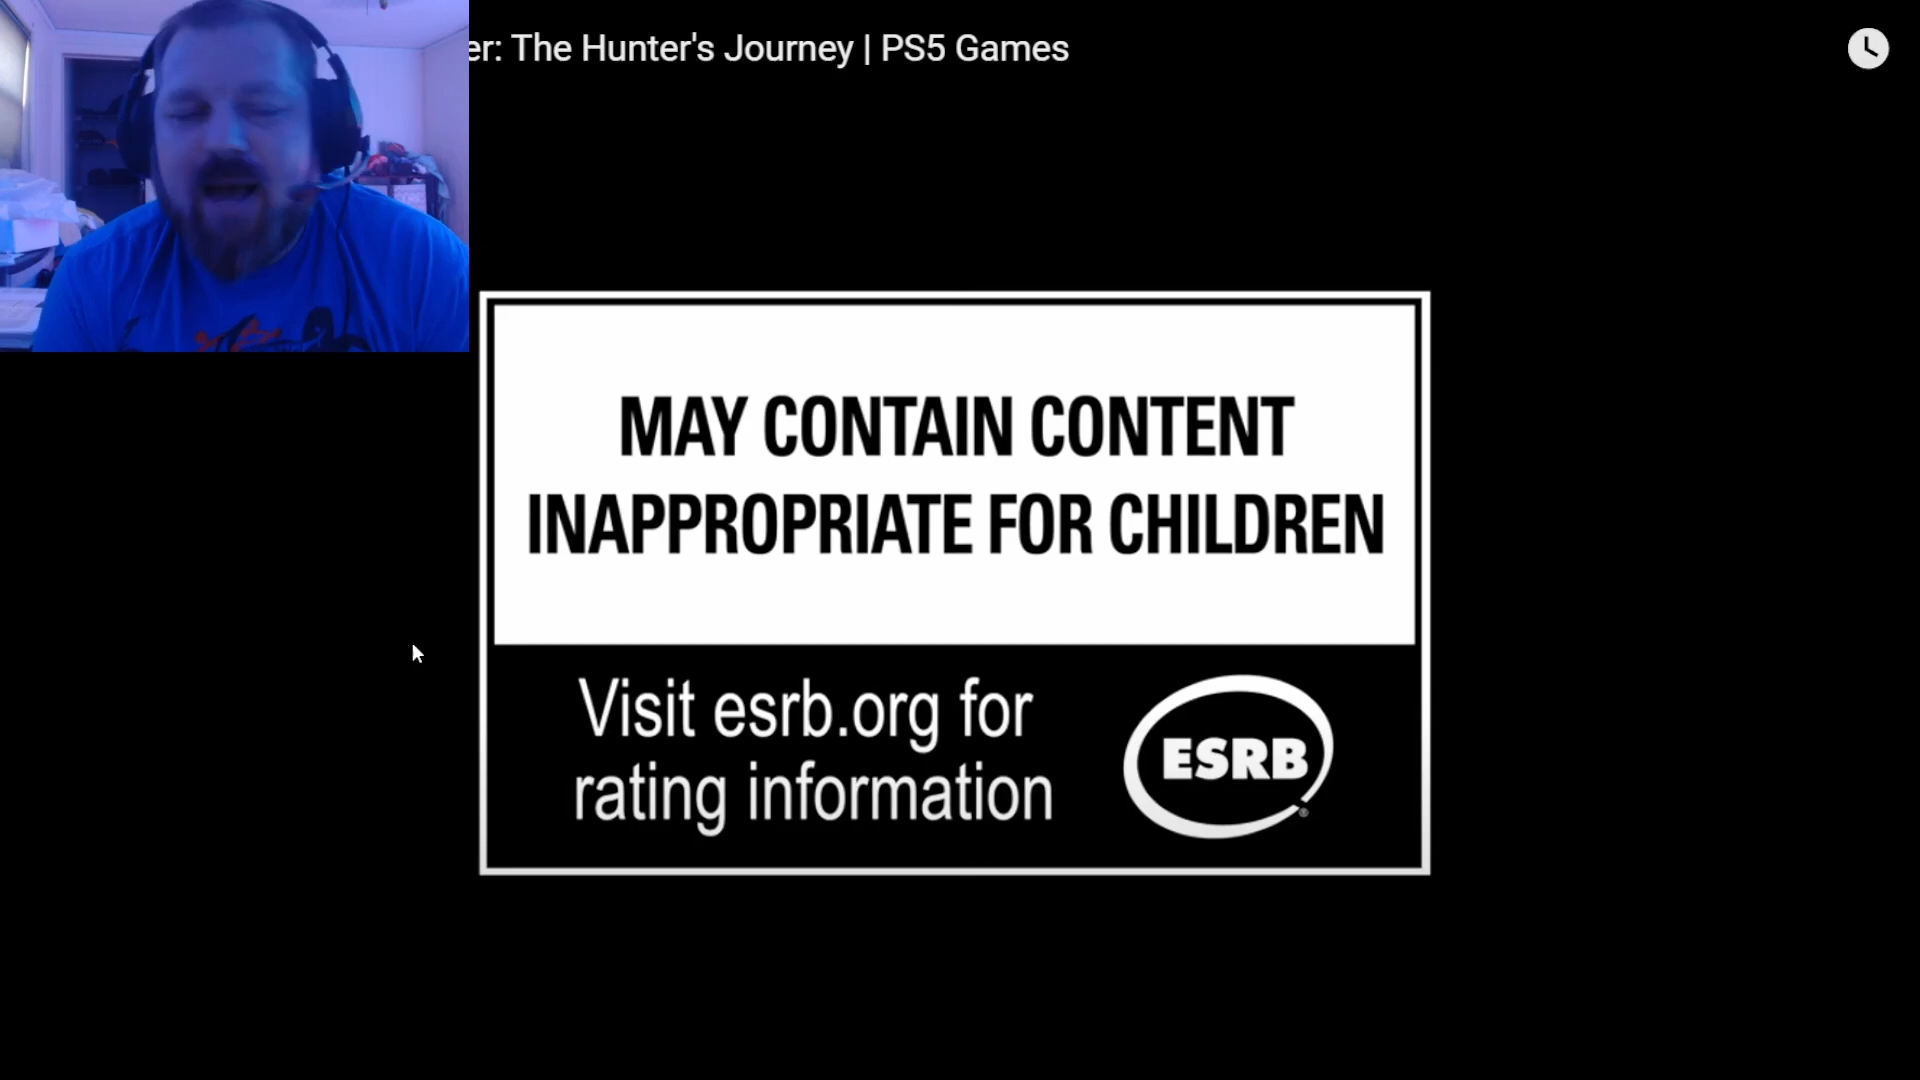 er: The Hunter's Journey | PS5 Games
MAY CONTAIN CONTENT
INAPPROPRIATE FOR CHILDREN
Visit esrb.org for
rating information
ESRB
®